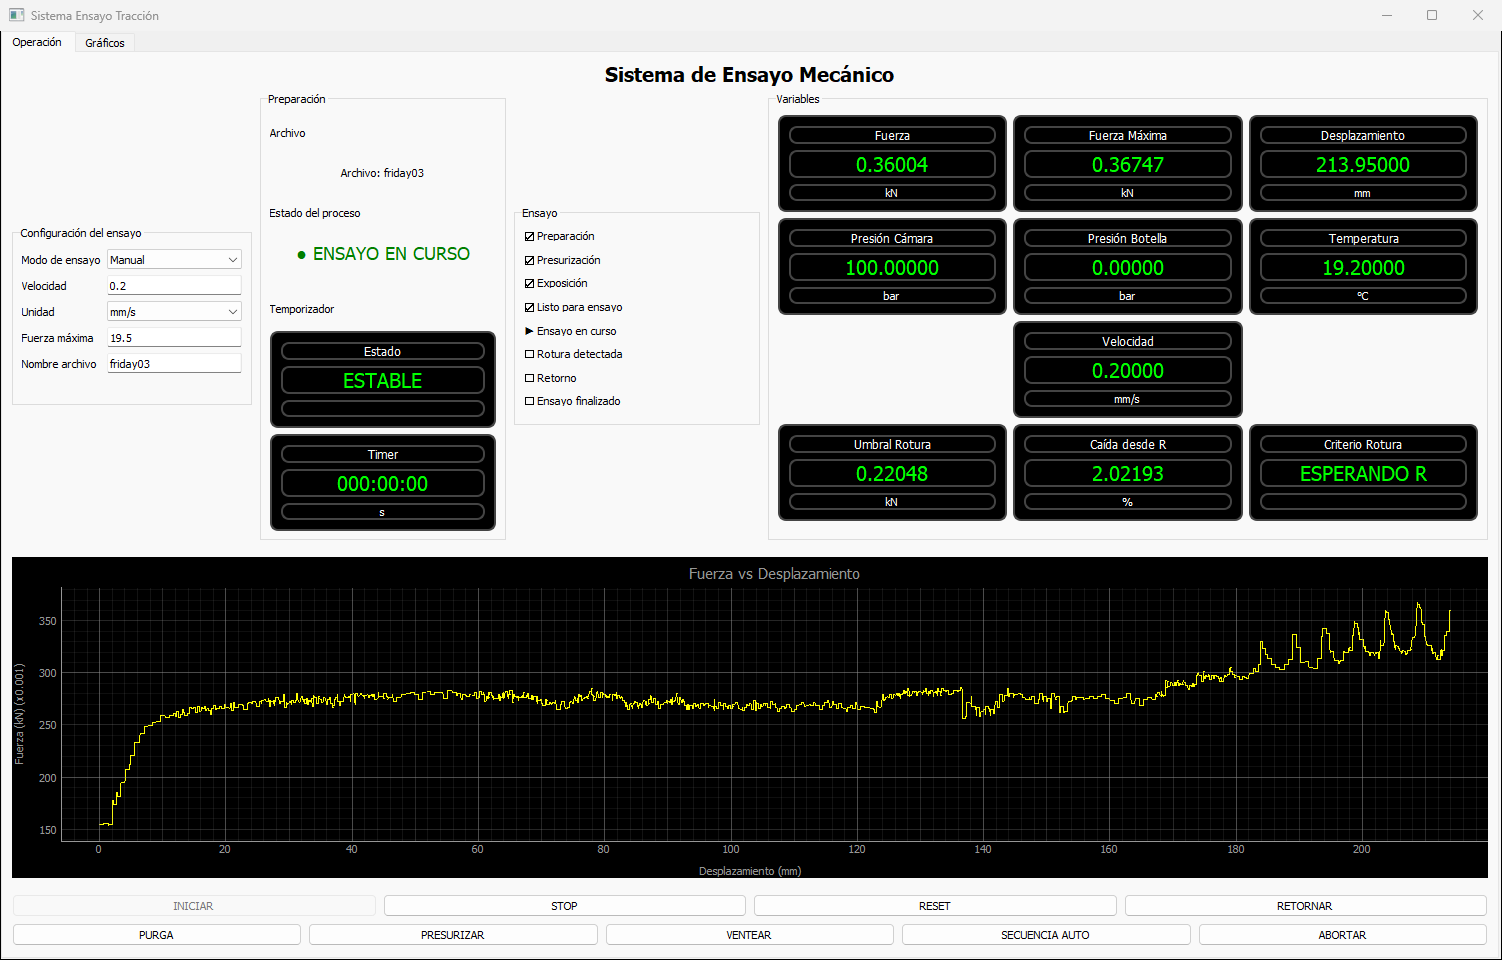 Sistema Ensayo Tracción
Operación
Gráficos
Sistema de Ensayo Mecánico
Configuración del ensayo
Modo de ensayo Manual
Velocidad 0.2
Unidad mm/s
Fuerza máxima 19.5
Nombre archivo friday03
Preparación
Archivo
Archivo: friday03
Estado del proceso
● ENSAYO EN CURSO
Temporizador
Estado
ESTABLE
Timer
000:00:00
s
Ensayo
Preparación
Presurización
Exposición
Listo para ensayo
Ensayo en curso
Rotura detectada
Retorno
Ensayo finalizado
Variables
Fuerza
0.36004
kN
Fuerza Máxima
0.36747
kN
Desplazamiento
213.95000
mm
Presión Cámara
100.00000
bar
Presión Botella
0.00000
bar
Temperatura
19.20000
°C
Velocidad
0.20000
mm/s
Umbral Rotura
0.22048
kN
Caída desde R
2.02193
%
Criterio Rotura
ESPERANDO R
Fuerza vs Desplazamiento
Fuerza (kN) (x0.001)
350
300
250
200
150
0 20 40 60 80 100 120 140 160 180 200
Desplazamiento (mm)
INICIAR STOP RESET RETORNAR
PURGA PRESURIZAR VENTEAR SECUENCIA AUTO ABORTAR